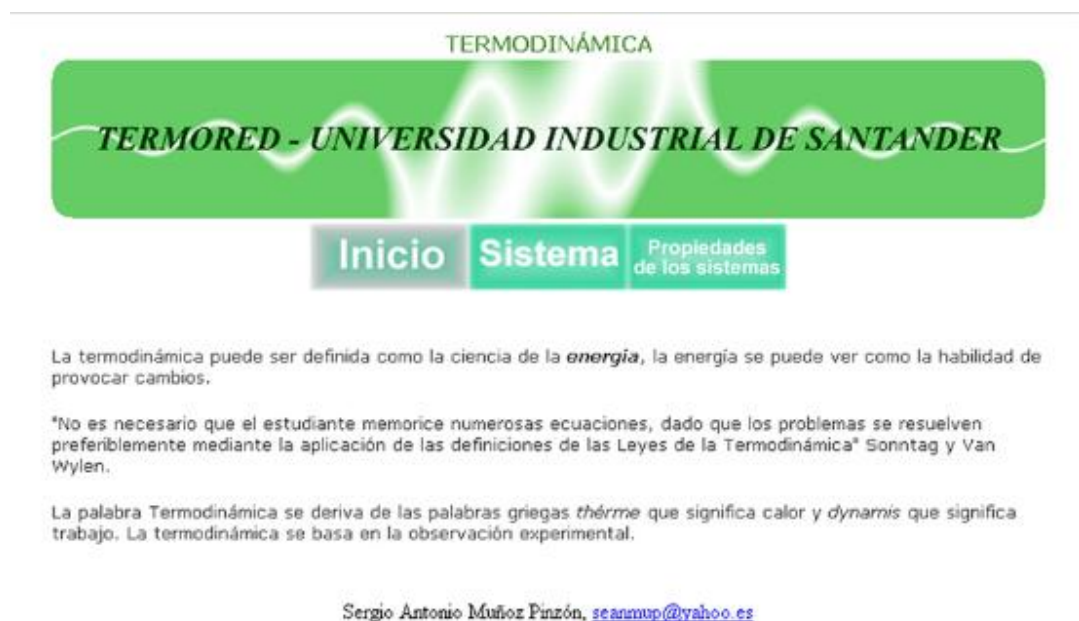 TERMODINÁMICA
TERMORED - UNIVERSIDAD INDUSTRIAL DE SANTANDER
Inicio Sistema Propiedades
de los sistemas
La termodinámica puede ser definida como la ciencia de la energía, la energía se puede ver como la habilidad de
provocar cambios.
"No es necesario que el estudiante memorice numerosas ecuaciones, dado que los problemas se resuelven
preferiblemente mediante la aplicación de las definiciones de las Leyes de la Termodinámica" Sonntag y Van
Wylen.
La palabra Termodinámica se deriva de las palabras griegas thérme que significa calor y dynamis que significa
trabajo. La termodinámica se basa en la observación experimental.
Sergio Antonio Muñoz Pinzón, seanmup@yahoo.es